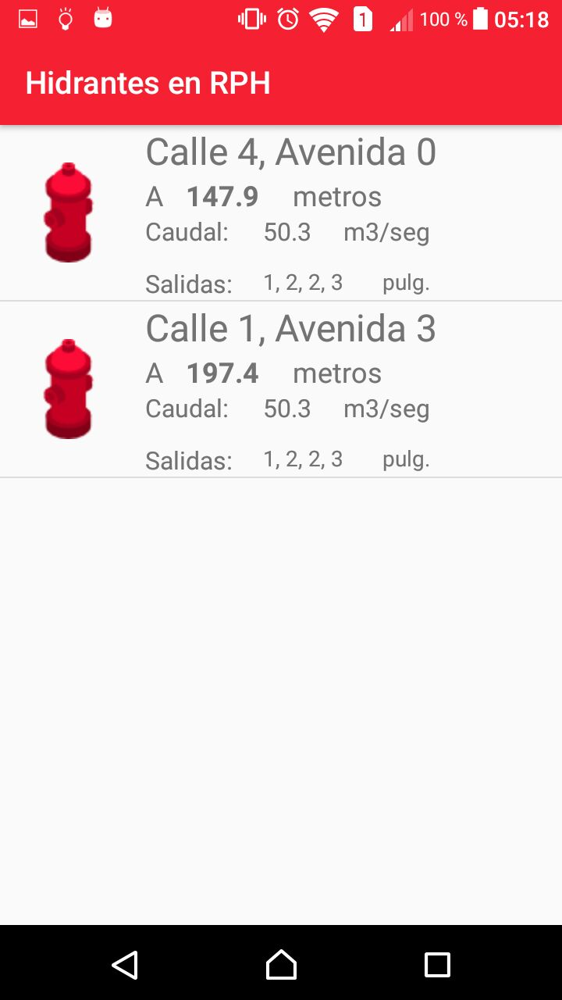 1 100 % 05:18
Hidrantes en RPH
Calle 4, Avenida 0
A 147.9 metros
Caudal: 50.3 m3/seg
Salidas: 1, 2, 2, 3 pulg.
Calle 1, Avenida 3
A 197.4 metros
Caudal: 50.3 m3/seg
Salidas: 1, 2, 2, 3 pulg.